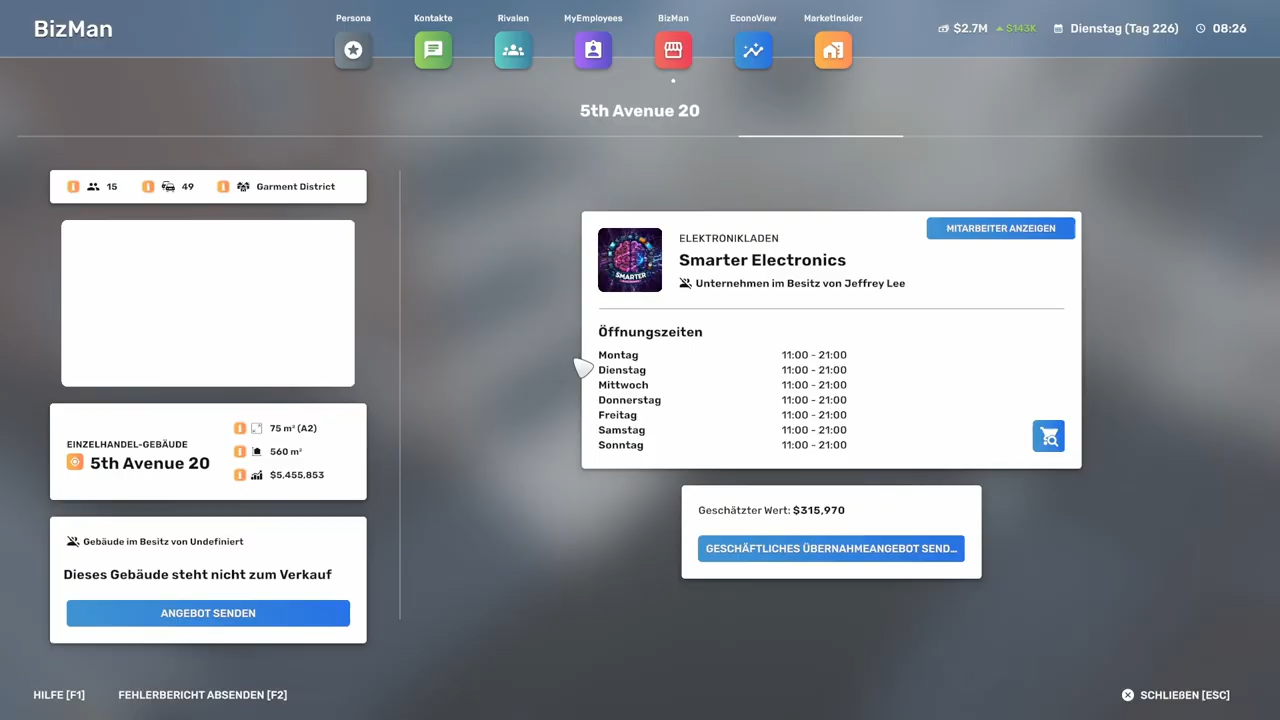 BizMan
Persona
Kontakte
Rivalen
MyEmployees
BizMan
EconoView
MarketInsider
$2.7M
$143K
Dienstag (Tag 226)
08:26
5th Avenue 20
15
49
Garment District
EINZELHANDEL-GEBÄUDE
5th Avenue 20
75 m² (A2)
560 m²
$5,455,853
Gebäude im Besitz von Undefiniert
Dieses Gebäude steht nicht zum Verkauf
ANGEBOT SENDEN
SMARTER
ELEKTRONIKLADEN
Smarter Electronics
Unternehmen im Besitz von Jeffrey Lee
MITARBEITER ANZEIGEN
Öffnungszeiten
Montag 11:00 - 21:00
Dienstag 11:00 - 21:00
Mittwoch 11:00 - 21:00
Donnerstag 11:00 - 21:00
Freitag 11:00 - 21:00
Samstag 11:00 - 21:00
Sonntag 11:00 - 21:00
Geschätzter Wert: $315,970
GESCHÄFTLICHES ÜBERNAHMEANGEBOT SEND...
HILFE [F1]
FEHLERBERICHT ABSENDEN [F2]
SCHLIEẞEN [ESC]